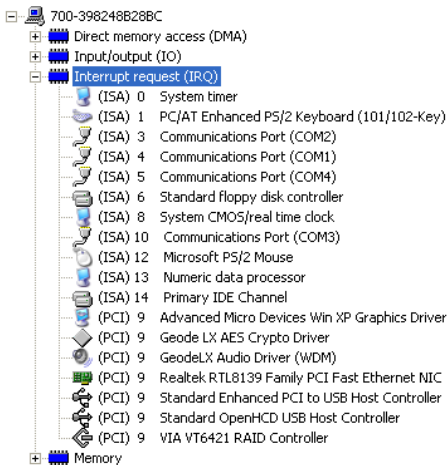 700-398248B28BC
Direct memory access (DMA)
Input/output (IO)
Interrupt request (IRQ)
(ISA) 0 System timer
(ISA) 1 PC/AT Enhanced PS/2 Keyboard (101/102-Key)
(ISA) 3 Communications Port (COM2)
(ISA) 4 Communications Port (COM1)
(ISA) 5 Communications Port (COM4)
(ISA) 6 Standard floppy disk controller
(ISA) 8 System CMOS/real time clock
(ISA) 10 Communications Port (COM3)
(ISA) 12 Microsoft PS/2 Mouse
(ISA) 13 Numeric data processor
(ISA) 14 Primary IDE Channel
(PCI) 9 Advanced Micro Devices Win XP Graphics Driver
(PCI) 9 Geode LX AES Crypto Driver
(PCI) 9 GeodeLX Audio Driver (WDM)
(PCI) 9 Realtek RTL8139 Family PCI Fast Ethernet NIC
(PCI) 9 Standard Enhanced PCI to USB Host Controller
(PCI) 9 Standard OpenHCD USB Host Controller
(PCI) 9 VIA VT6421 RAID Controller
Memory